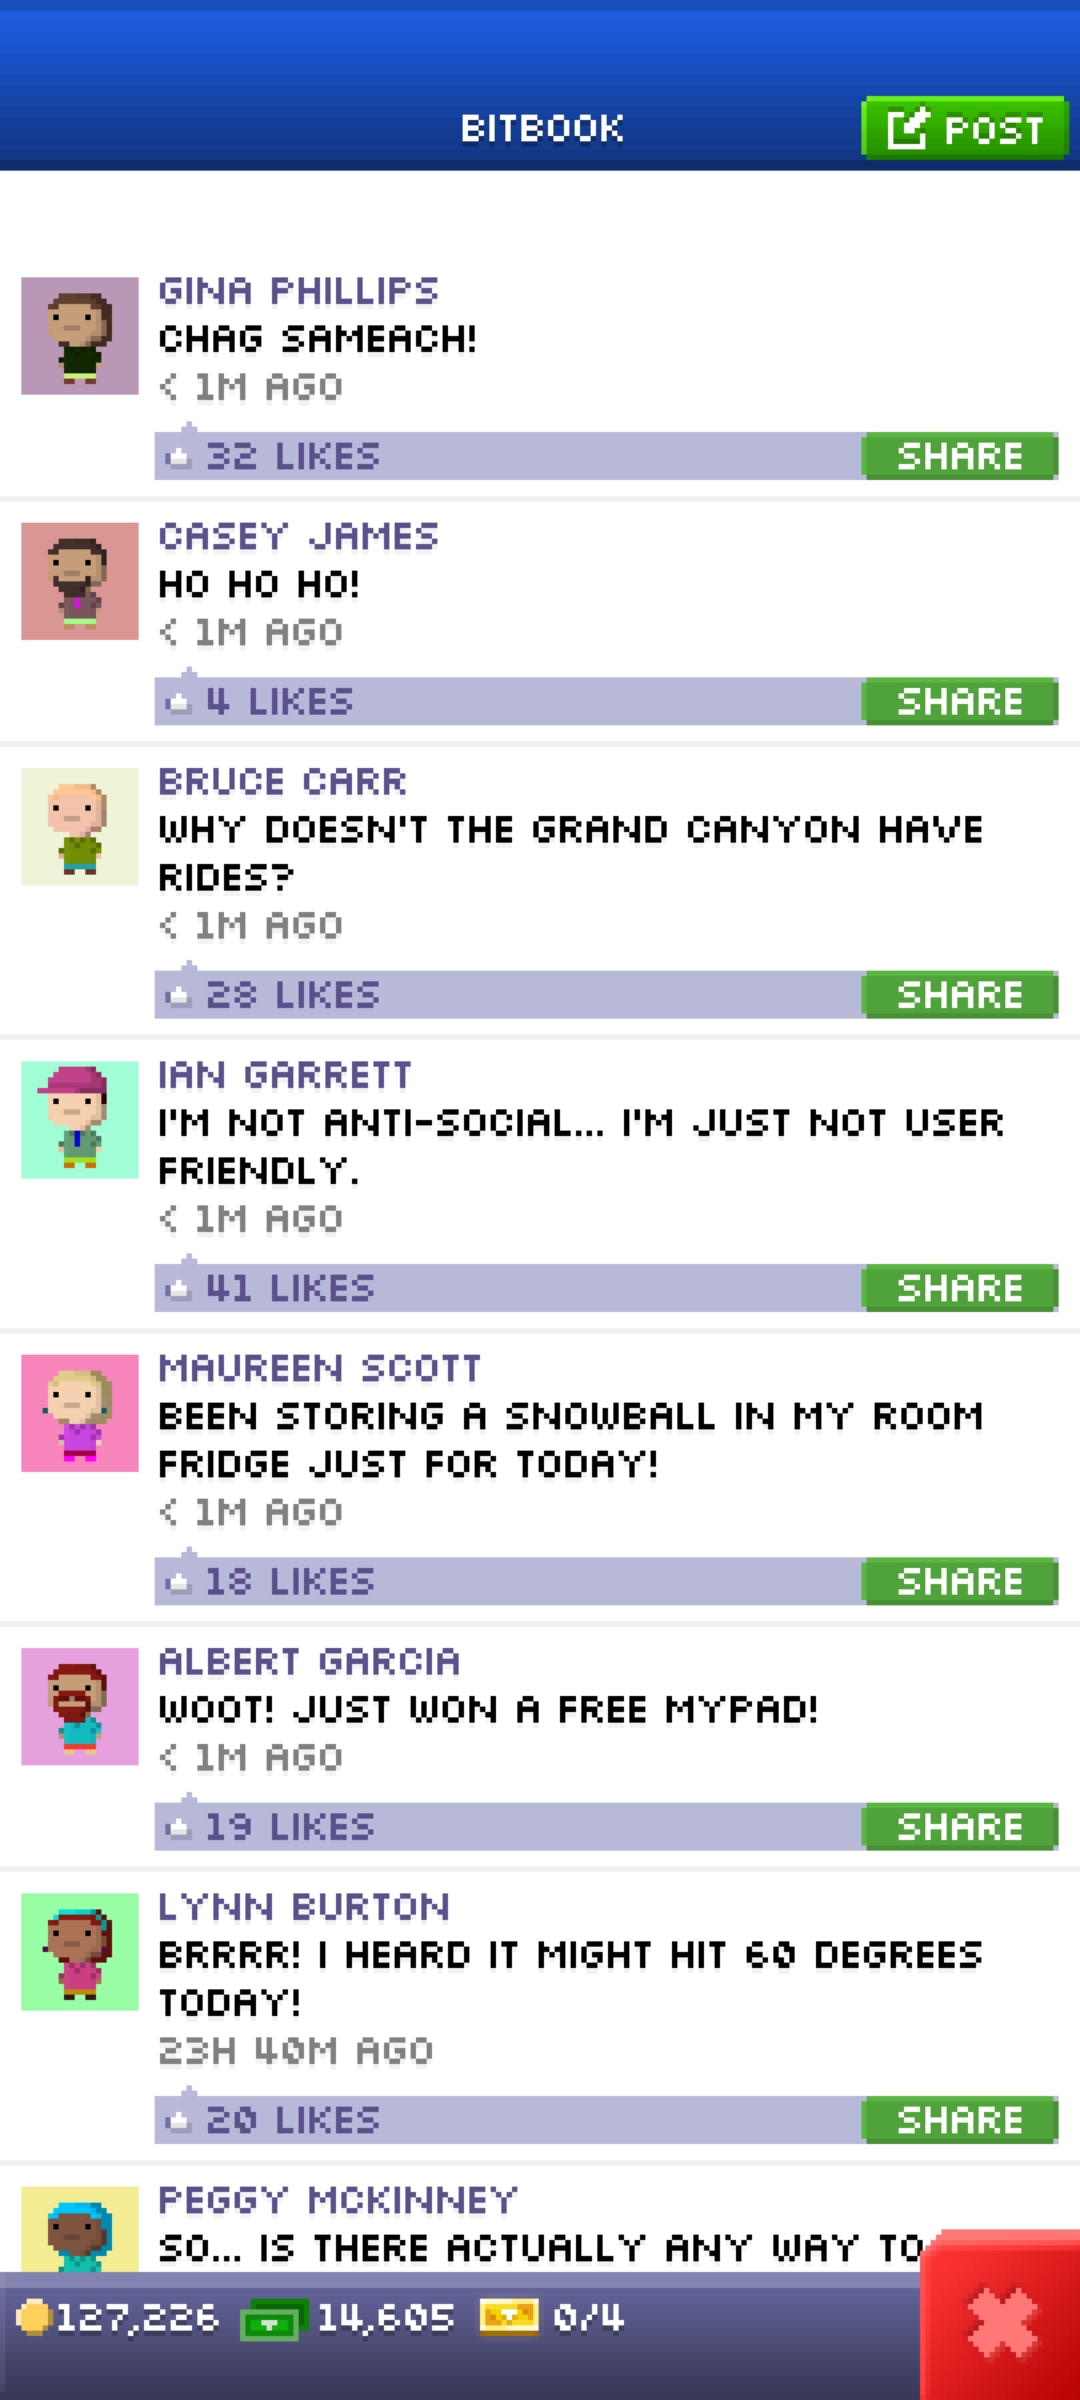 BITBOOK
POST
GINA PHILLIPS
CHAG SAMEACH!
< 1M AGO
32 LIKES
SHARE
CASEY JAMES
HO HO HO!
< 1M AGO
4 LIKES
SHARE
BRUCE CARR
WHY DOESN'T THE GRAND CANYON HAVE
RIDES?
< 1M AGO
28 LIKES
SHARE
IAN GARRETT
I'M NOT ANTI-SOCIAL... I'M JUST NOT USER
FRIENDLY.
< 1M AGO
41 LIKES
SHARE
MAUREEN SCOTT
BEEN STORING A SNOWBALL IN MY ROOM
FRIDGE JUST FOR TODAY!
< 1M AGO
18 LIKES
SHARE
ALBERT GARCIA
WOOT! JUST WON A FREE MYPAD!
< 1M AGO
19 LIKES
SHARE
LYNN BURTON
BRRRR! I HEARD IT MIGHT HIT 60 DEGREES
TODAY!
23H 40M AGO
20 LIKES
SHARE
PEGGY MCKINNEY
SO... IS THERE ACTUALLY ANY WAY TO
127,226
14,605
0/4